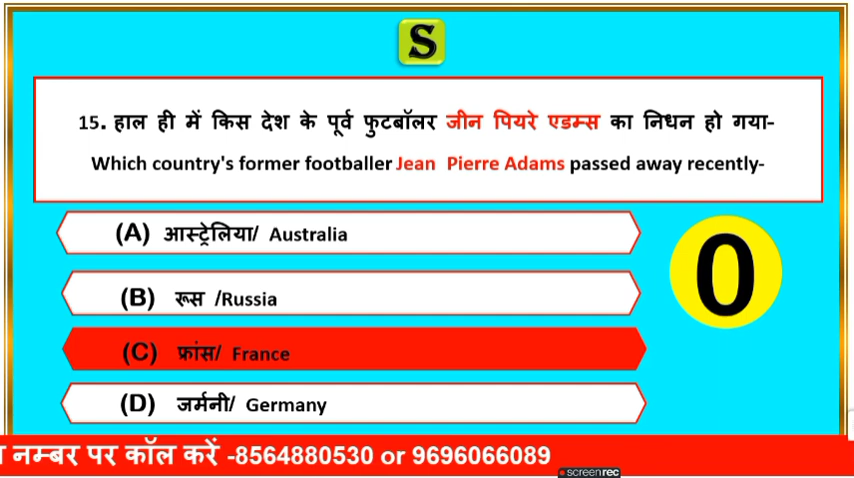 S
15. हाल ही में किस देश के पूर्व फुटबॉलर जीन पियरे एडम्स का निधन हो गया-
Which country's former footballer Jean Pierre Adams passed away recently-
(A) आस्ट्रेलिया/ Australia
0
(B) रूस /Russia
(C) फ्रांस/ France
(D) जर्मनी/ Germany
नम्बर पर कॉल करें -8564880530 or 9696066089
screenrec